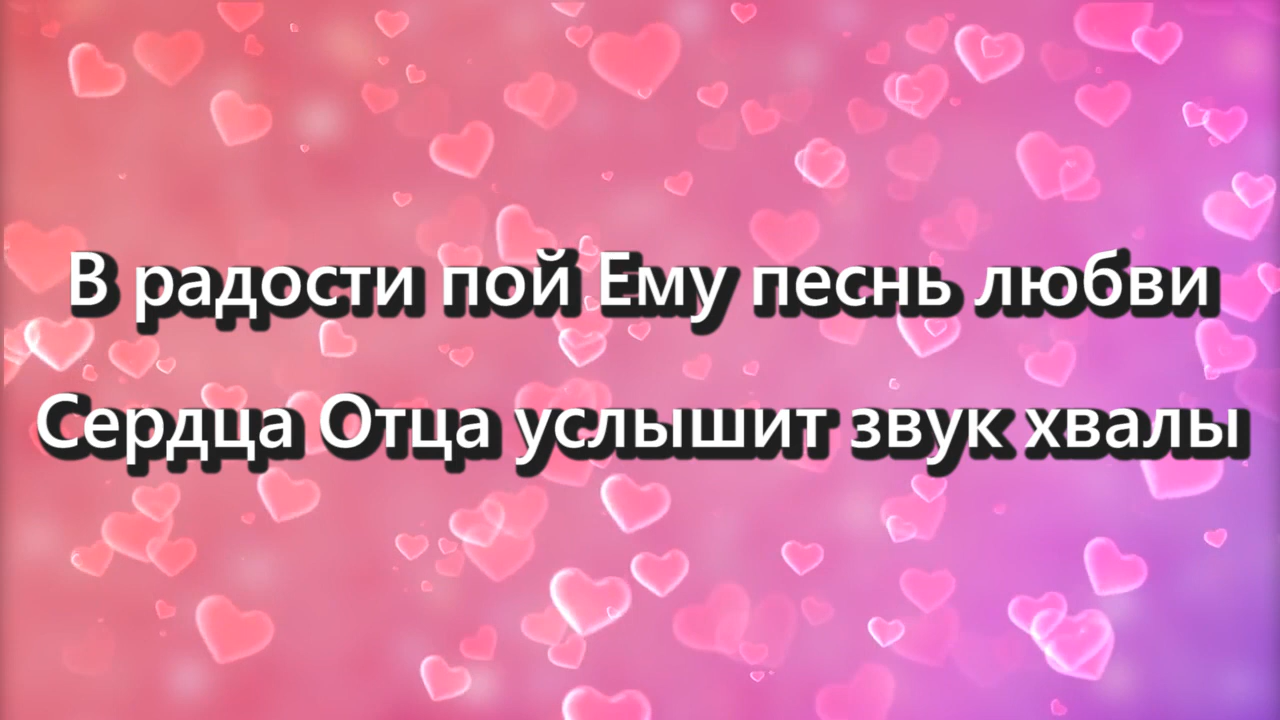 В радости пой Ему песнь любви
Сердца Отца услышит звук хвалы